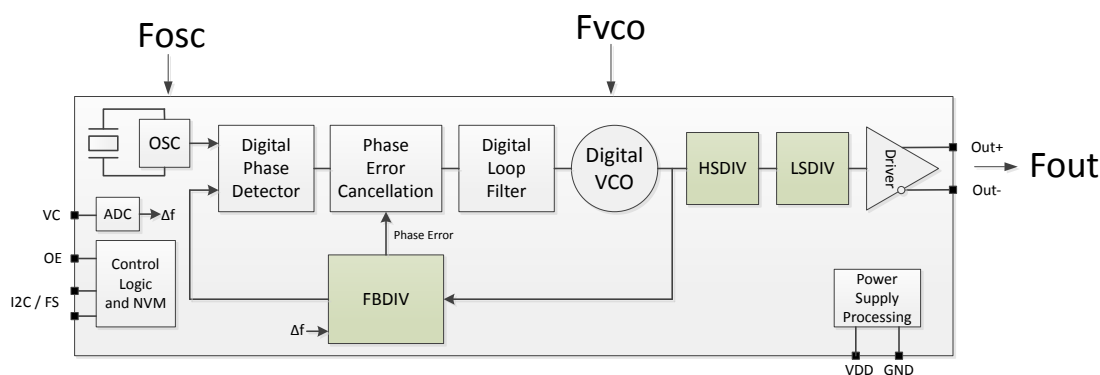 Fosc
Fvco
OSC
Digital
Phase
Detector
Phase
Error
Cancellation
Digital
Loop
Filter
Digital
VCO
HSDIV
LSDIV
Driver
Out+
Out-
Fout
VC
ADC
Δf
OE
I2C / FS
Control
Logic
and NVM
Phase Error
FBDIV
Δf
Power
Supply
Processing
VDD
GND